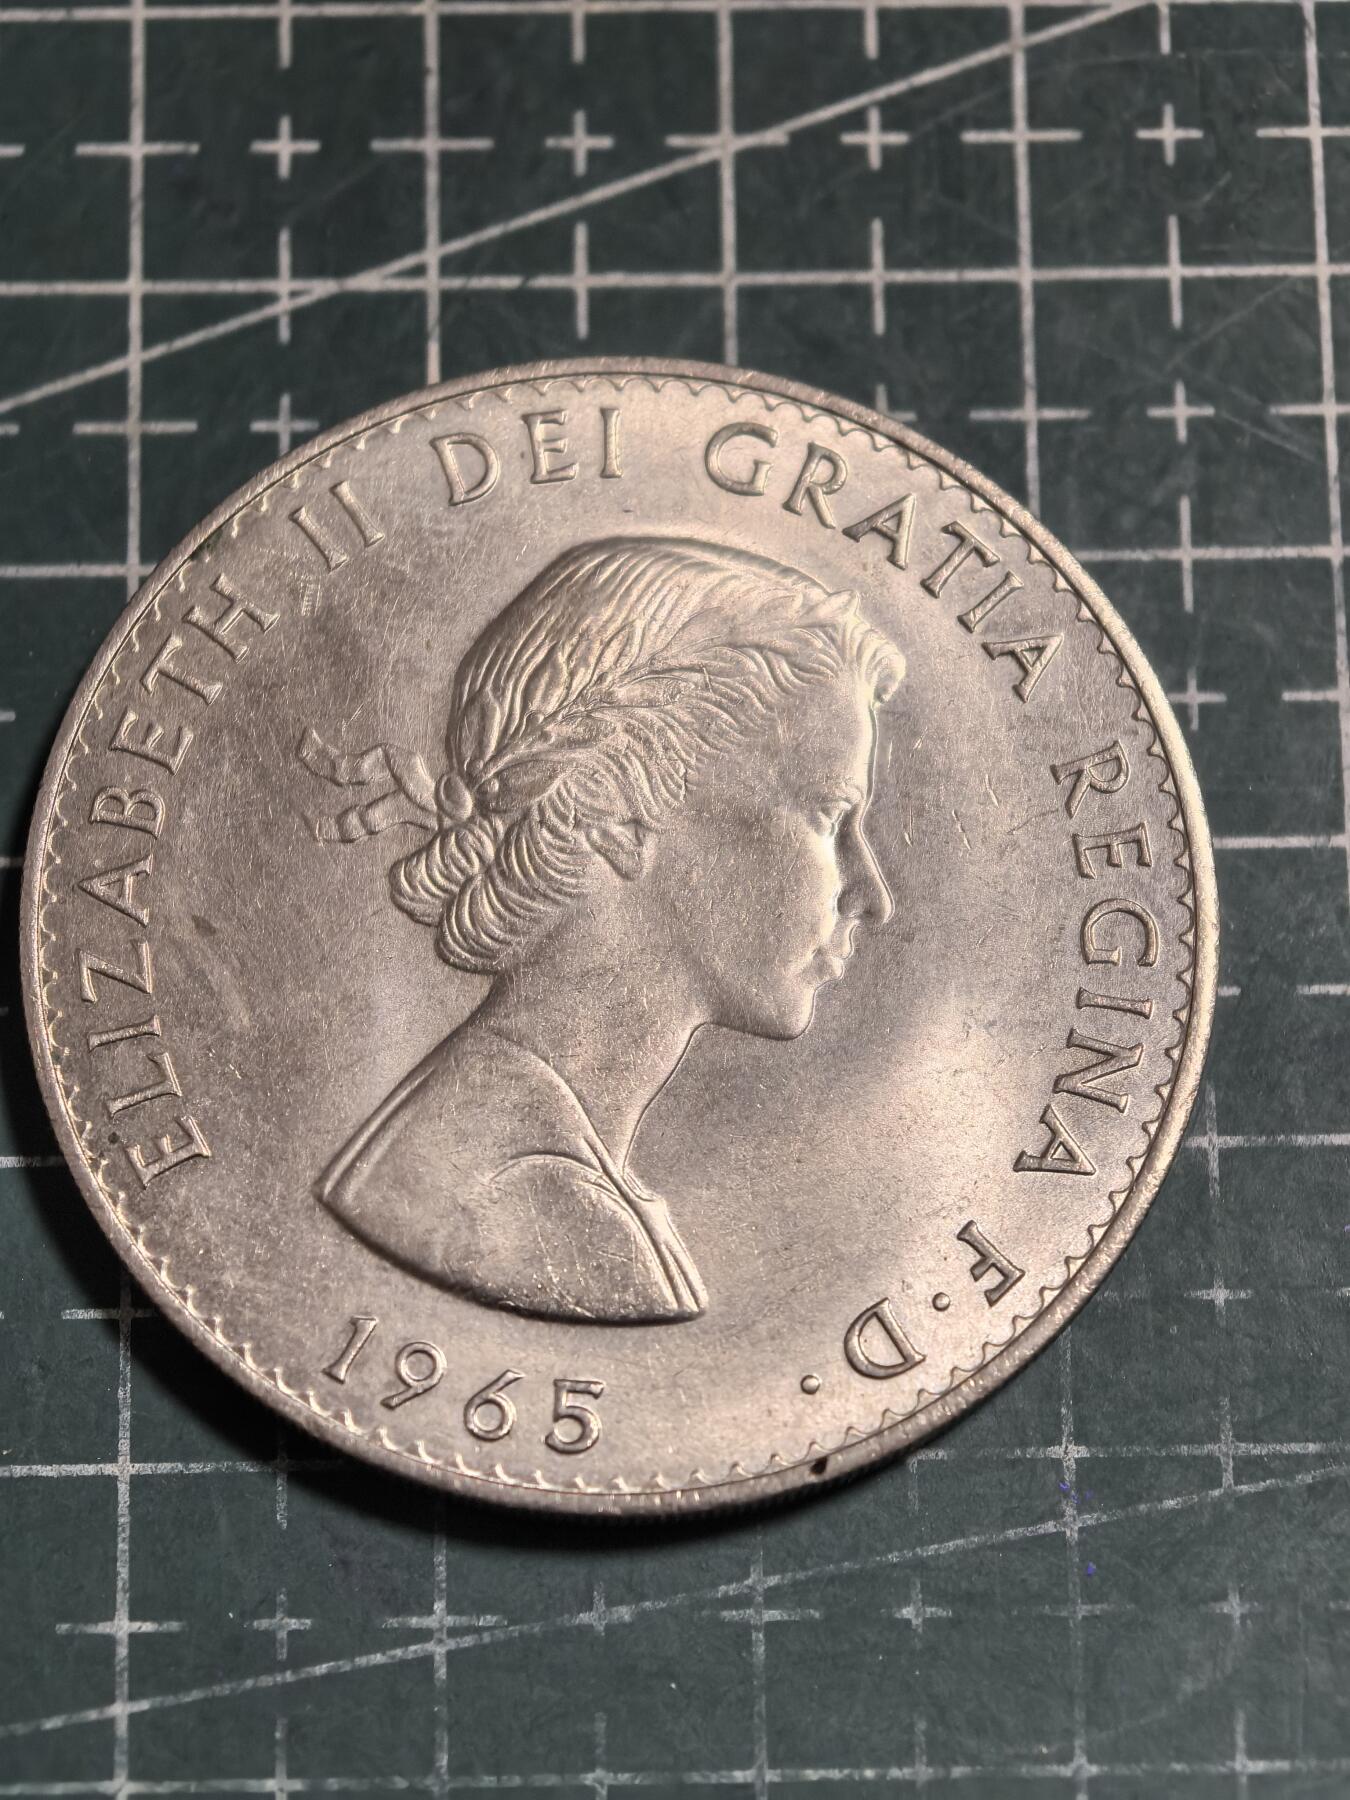 ELIZABETH II DEI GRATIA REGINA F·D·
1965